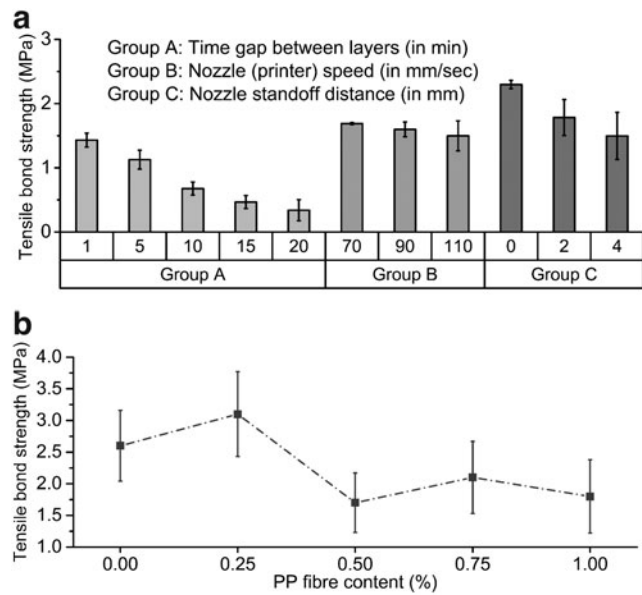 a
Tensile bond strength (MPa)
3
2
1
0
Group A: Time gap between layers (in min)
Group B: Nozzle (printer) speed (in mm/sec)
Group C: Nozzle standoff distance (in mm)
1 5 10 15 20 70 90 110 0 2 4
Group A Group B Group C
b
Tensile bond strength (MPa)
4.0
3.5
3.0
2.5
2.0
1.5
1.0
0.00 0.25 0.50 0.75 1.00
PP fibre content (%)